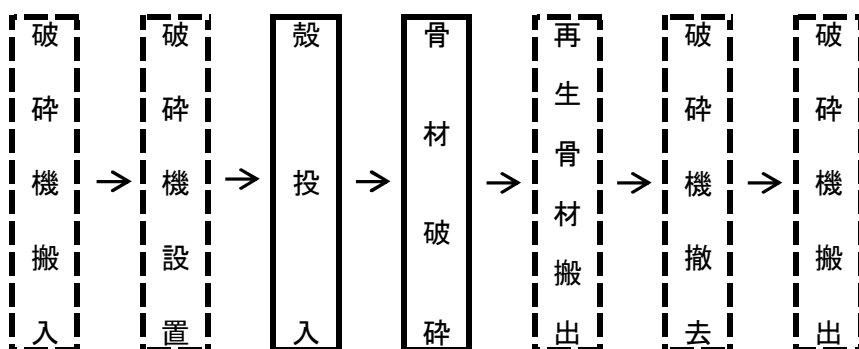 破砕機搬入
→
破砕機設置
→
殻投入
→
骨材破砕
→
再生骨材搬出
→
破砕機撤去
→
破砕機搬出